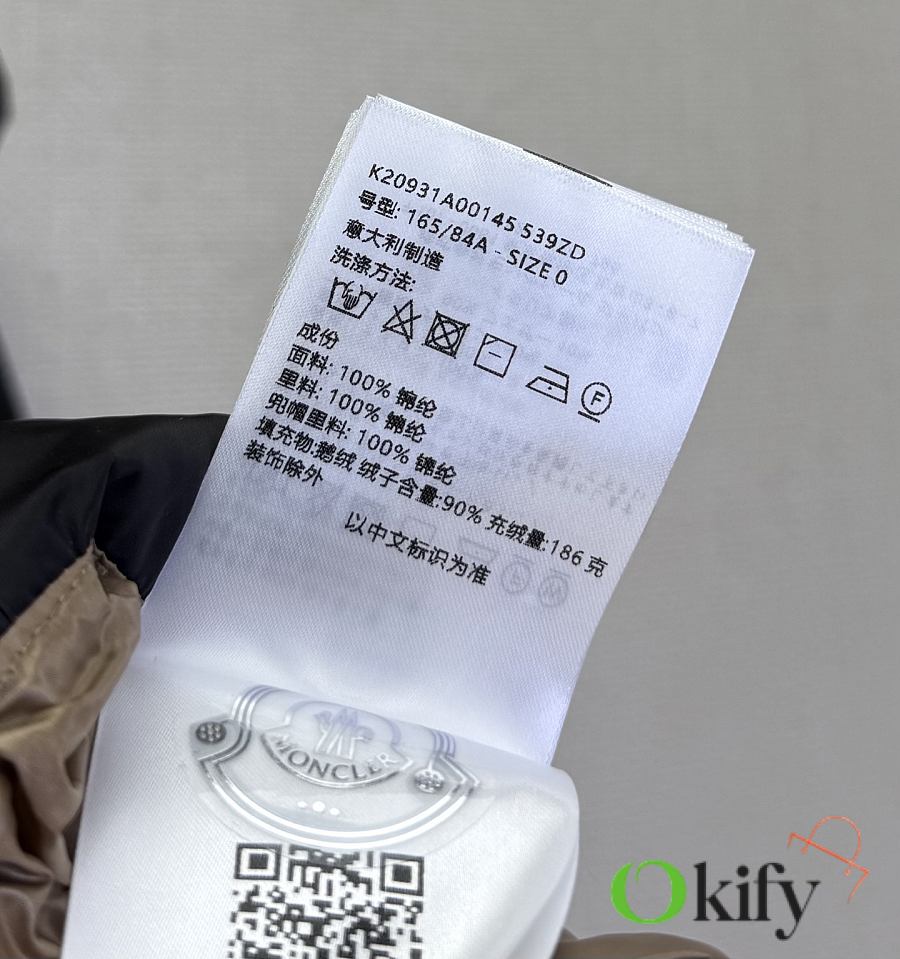 K20931A00145 539ZD
号型: 165/84A - SIZE 0
意大利制造
洗涤方法:
F
成份
面料: 100% 锦纶
里料: 100% 锦纶
兜帽里料: 100% 锦纶
填充物:鹅绒 绒子含量:90% 充绒量:186 克
装饰除外
以中文标识为准
MONCLER
Okify